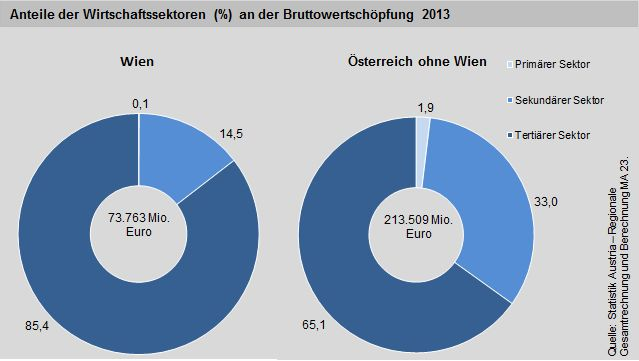 Anteile der Wirtschaftssektoren (%) an der Bruttowertschöpfung 2013
Wien
Österreich ohne Wien
Primärer Sektor
Sekundärer Sektor
Tertiärer Sektor
0,1
14,5
85,4
73.763 Mio.
Euro
1,9
33,0
65,1
213.509 Mio.
Euro
Quelle: Statistik Austria – Regionale
Gesamtrechnung und Berechnung MA 23.